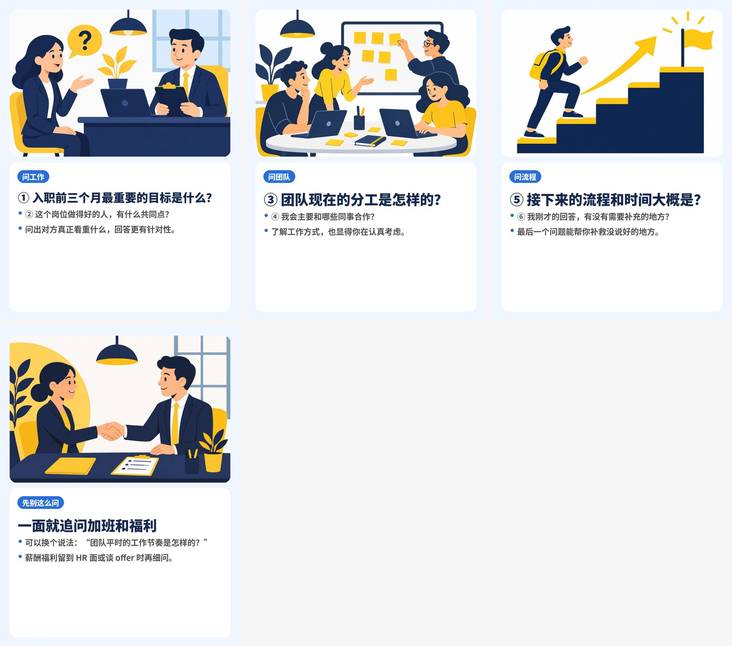 ?
问工作
① 入职前三个月最重要的目标是什么?
• ② 这个岗位做得好的人，有什么共同点?
• 问出对方真正看重什么，回答更有针对性。
问团队
③ 团队现在的分工是怎样的?
• ④ 我会主要和哪些同事合作?
• 了解工作方式，也显得你在认真考虑。
问流程
⑤ 接下来的流程和时间大概是?
• ⑥ 我刚才的回答，有没有需要补充的地方?
• 最后一个问题能帮你补救没说好的地方。
先别这么问
一面就追问加班和福利
• 可以换个说法：“团队平时的工作节奏是怎样的？”
• 薪酬福利留到 HR 面或谈 offer 时再细问。